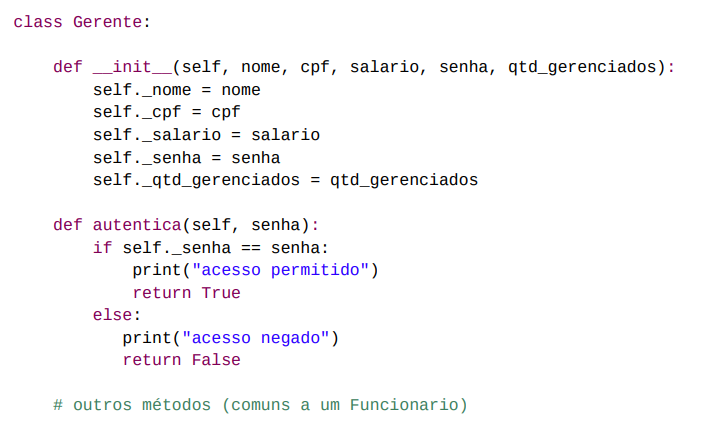 class Gerente:
def __init__(self, nome, cpf, salario, senha, qtd_gerenciados):
self._nome = nome
self._cpf = cpf
self._salario = salario
self._senha = senha
self._qtd_gerenciados = qtd_gerenciados
def autentica(self, senha):
if self._senha == senha:
print("acesso permitido")
return True
else:
print("acesso negado")
return False
# outros métodos (comuns a um Funcionario)